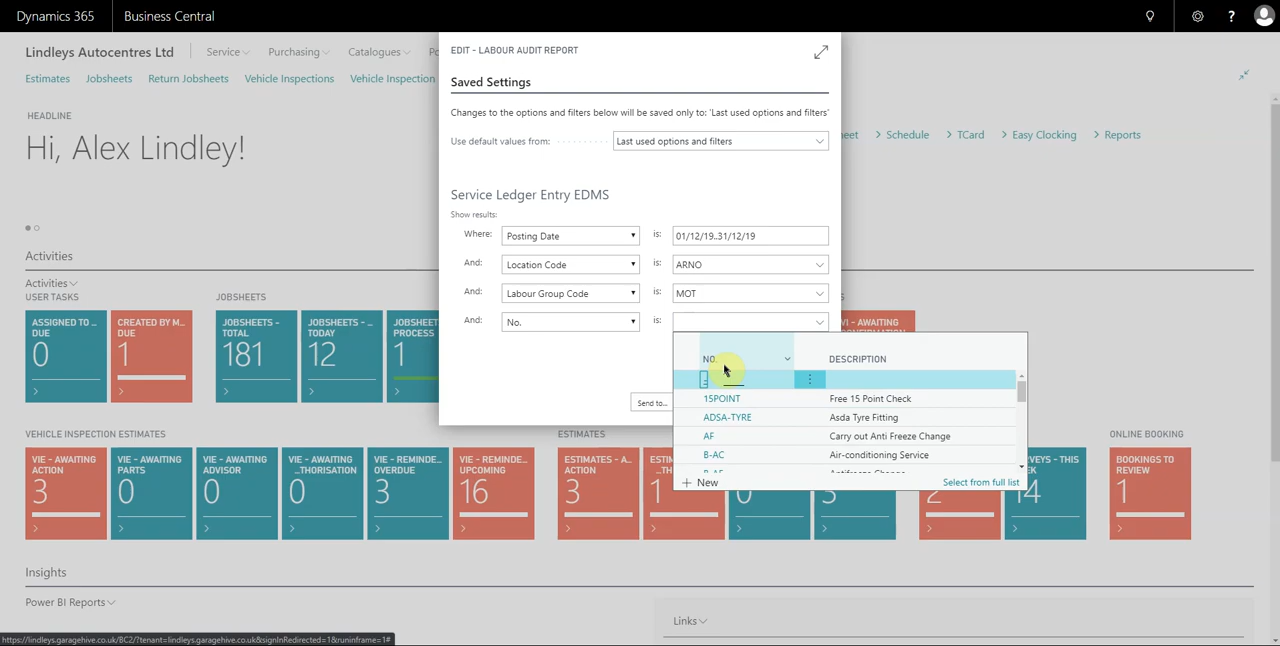 Dynamics 365 Business Central ?
Lindleys Autocentres Ltd Service Purchasing Catalogues
Estimates Jobsheets Return Jobsheets Vehicle Inspections Vehicle Inspection
HEADLINE
Hi, Alex Lindley!
> Schedule > TCard > Easy Clocking > Reports
EDIT - LABOUR AUDIT REPORT
Saved Settings
Changes to the options and filters below will be saved only to: 'Last used options and filters'
Use default values from: Last used options and filters
Service Ledger Entry EDMS
Show results:
Where: Posting Date is: 01/12/19..31/12/19
And: Location Code is: ARNO
And: Labour Group Code is: MOT
And: No. is:
Send to...
NO. DESCRIPTION
15POINT Free 15 Point Check
ADSA-TYRE Asda Tyre Fitting
AF Carry out Anti Freeze Change
B-AC Air-conditioning Service
B-AF Antifreeze Change
+ New Select from full list
Activities
Activities
USER TASKS JOBSHEETS
ASSIGNED TO ... DUE 0
CREATED BY M... DUE 1
JOBSHEETS - TOTAL 181
JOBSHEETS - ... TODAY 12
JOBSHEET PROCESS 1
VI - AWAITING
VEHICLE INSPECTION ESTIMATES ESTIMATES ONLINE BOOKING
VIE - AWAITING ACTION 3
VIE - AWAITING PARTS 0
VIE - AWAITING ADVISOR 0
VIE - AWAITING ...THORISATION 0
VIE - REMINDE... OVERDUE 3
VIE - REMINDE... UPCOMING 16
ESTIMATES - A... ACTION 3
ESTIM ...TH 1
0
3
2
14
BOOKINGS TO REVIEW 1
Insights
Power BI Reports
Links
https://lindleys.garagehive.co.uk/BC2/?tenant=lindleys.garagehive.co.uk&signInRedirected=1&runinframe=1#